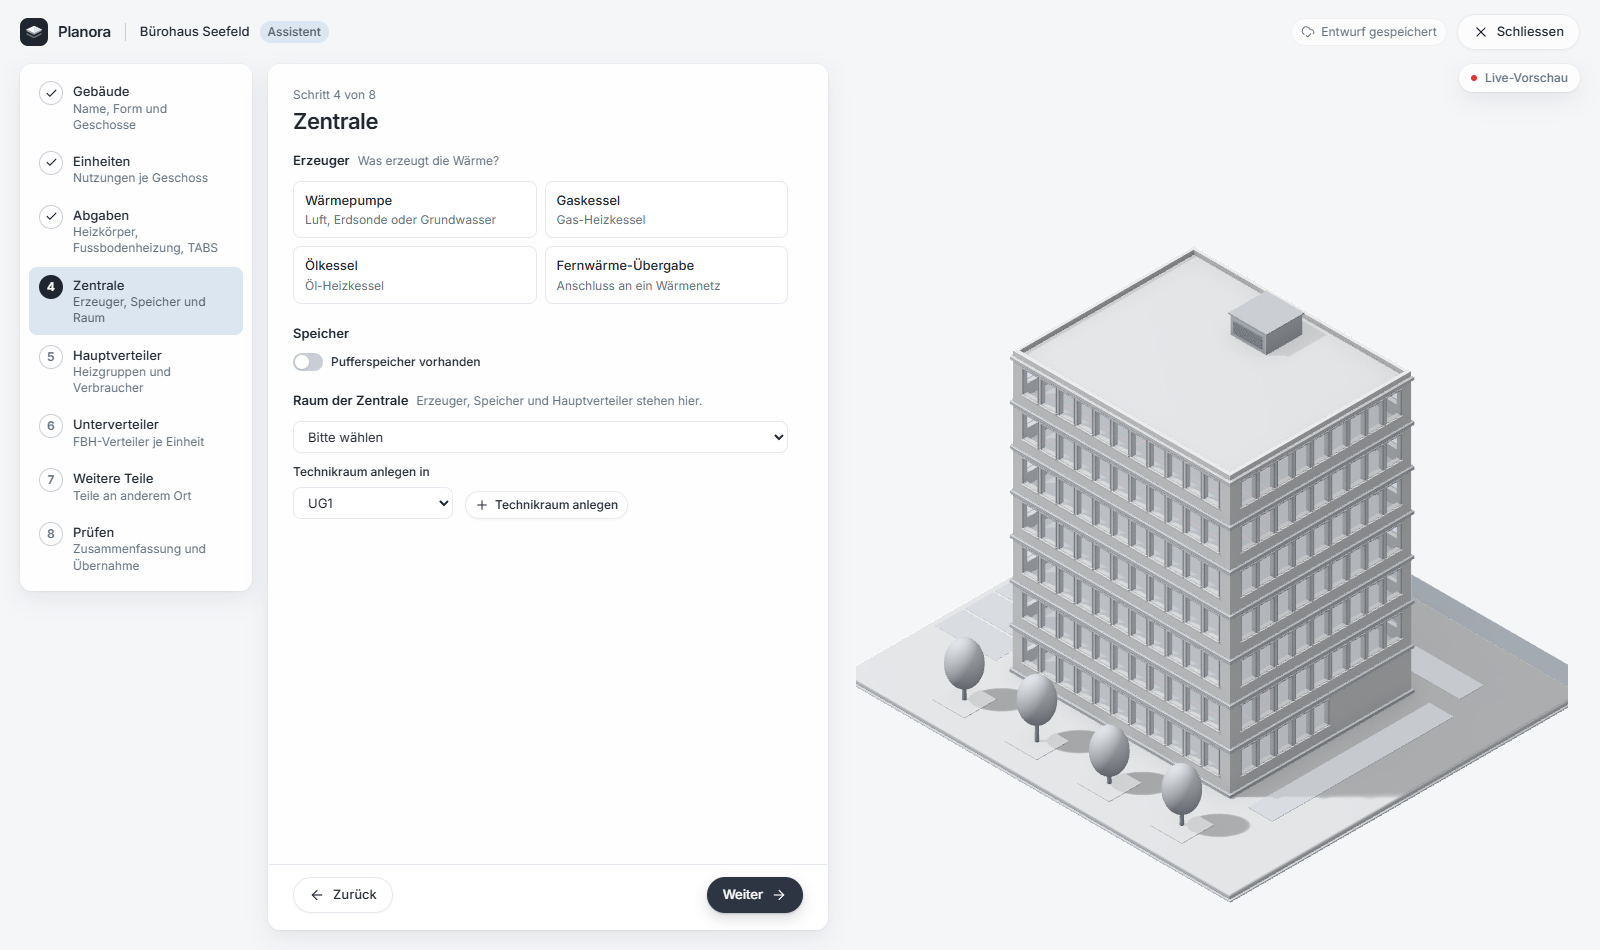 Planora
Bürohaus Seefeld
Assistent
Entwurf gespeichert
Schliessen
Live-Vorschau
Gebäude
Name, Form und
Geschosse
Einheiten
Nutzungen je Geschoss
Abgaben
Heizkörper,
Fussbodenheizung, TABS
4
Zentrale
Erzeuger, Speicher und
Raum
5
Hauptverteiler
Heizgruppen und
Verbraucher
6
Unterverteiler
FBH-Verteiler je Einheit
7
Weitere Teile
Teile an anderem Ort
8
Prüfen
Zusammenfassung und
Übernahme
Schritt 4 von 8
Zentrale
Erzeuger Was erzeugt die Wärme?
Wärmepumpe
Luft, Erdsonde oder Grundwasser
Gaskessel
Gas-Heizkessel
Ölkessel
Öl-Heizkessel
Fernwärme-Übergabe
Anschluss an ein Wärmenetz
Speicher
Pufferspeicher vorhanden
Raum der Zentrale Erzeuger, Speicher und Hauptverteiler stehen hier.
Bitte wählen
Technikraum anlegen in
UG1
Technikraum anlegen
Zurück
Weiter